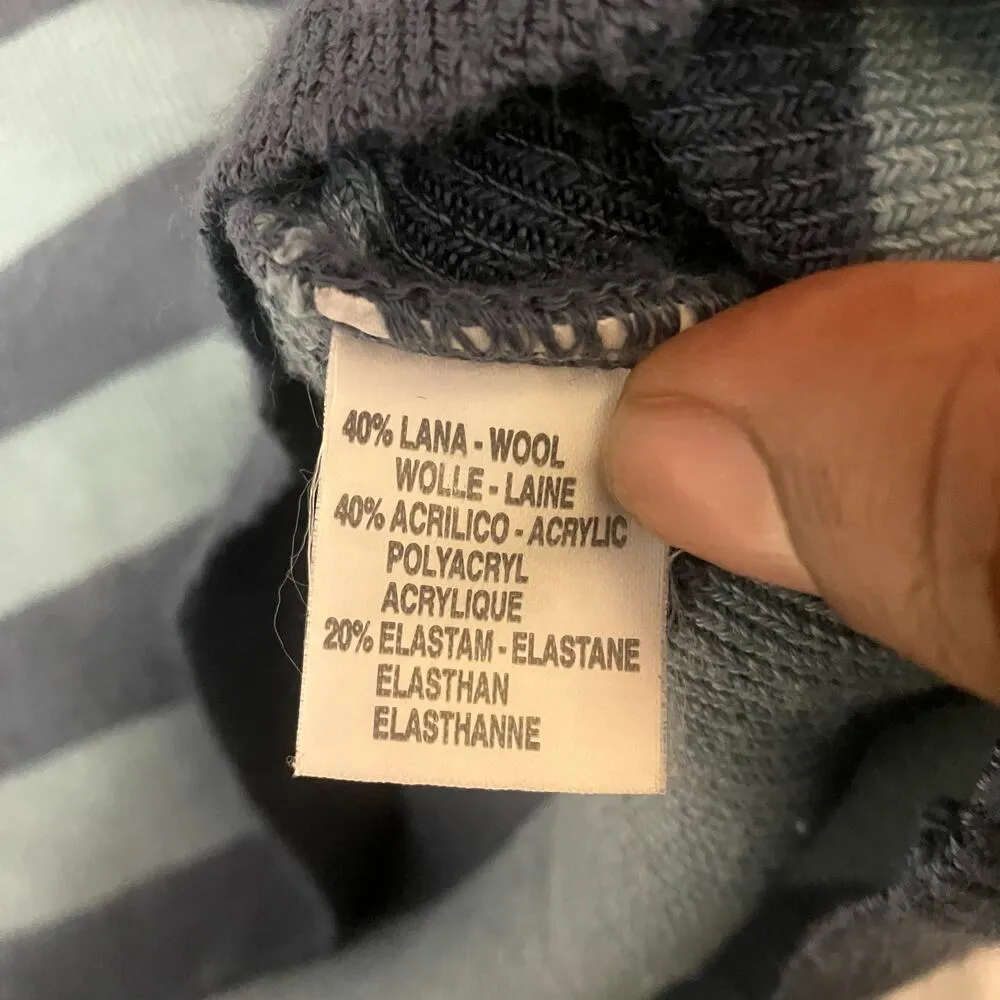 40% LANA - WOOL
WOLLE - LAINE
40% ACRILICO - ACRYLIC
POLYACRYL
ACRYLIQUE
20% ELASTAM - ELASTANE
ELASTHAN
ELASTHANNE